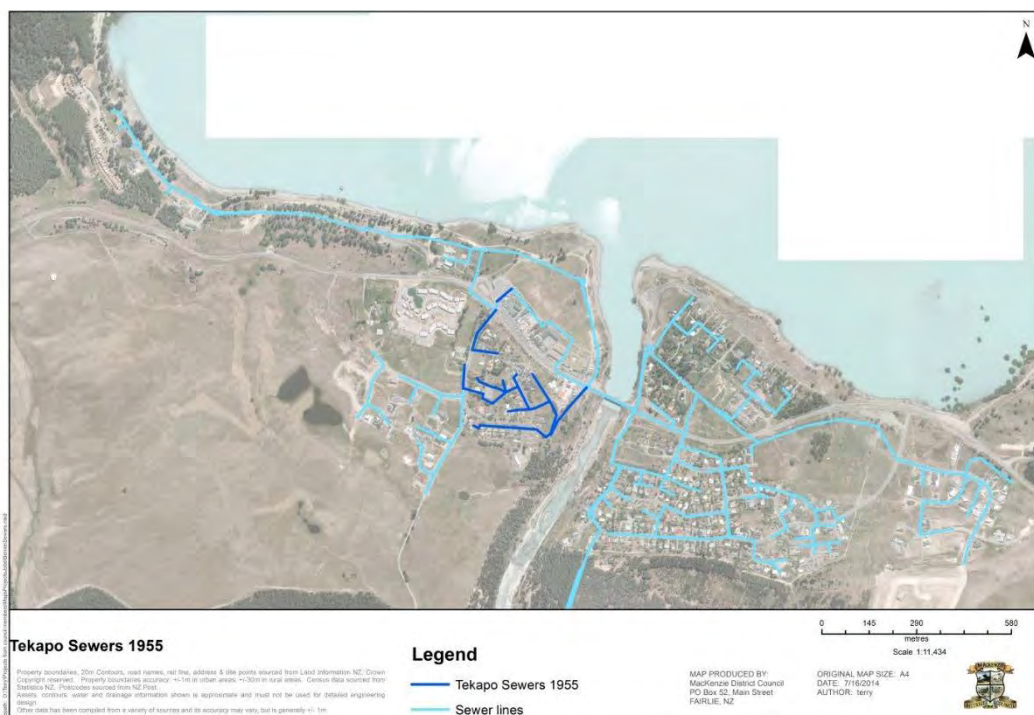 N
Tekapo Sewers 1955
Property boundaries, 20m Contours, road names, rail line, address & title points sourced from Land Information NZ, Crown
Copyright reserved. Property boundaries accuracy: +/-1m in urban areas, +/-30m in rural areas. Census data sourced from
Statistics NZ. Postcodes sourced from NZ Post.
Assets, contours, water and drainage information shown is approximate and must not be used for detailed engineering
design.
Other data has been compiled from a variety of sources and its accuracy may vary, but is generally +/- 1m.
Legend
Tekapo Sewers 1955
Sewer lines
0 145 290 580
metres
Scale 1:11,434
MAP PRODUCED BY:
MacKenzie District Council
PO Box 52, Main Street
FAIRLIE, NZ
ORIGINAL MAP SIZE: A4
DATE: 7/16/2014
AUTHOR: terry